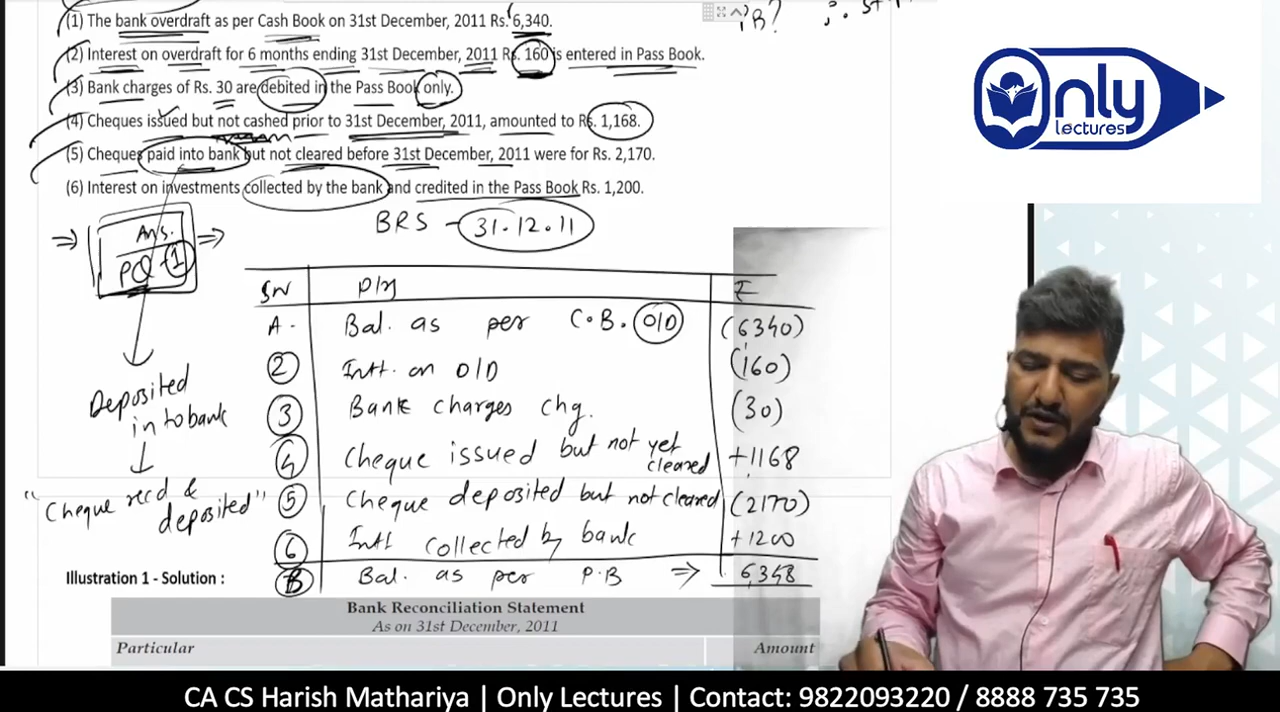 (1) The bank overdraft as per Cash Book on 31st December, 2011 Rs. 6,340.
(2) Interest on overdraft for 6 months ending 31st December, 2011 Rs. 160 is entered in Pass Book.
(3) Bank charges of Rs. 30 are debited in the Pass Book only.
(4) Cheques issued but not cashed prior to 31st December, 2011, amounted to Rs. 1,168.
(5) Cheques paid into bank but not cleared before 31st December, 2011 were for Rs. 2,170.
(6) Interest on investments collected by the bank and credited in the Pass Book Rs. 1,200.
Only
lectures
⇒ Ans. ⇒
PQ-1
BRS - 31.12.11
A. Bal. as per C.B. O/D (6340)
2 Intt. on O/D (160)
3 Bank charges chg. (30)
4 Cheque issued but not yet cleared +1168
5 Cheque deposited but not cleared (2170)
6 Intt collected by bank +1200
B Bal. as per P.B ⇒ 6,348
Deposited
into bank
"Cheque recd &
deposited"
Illustration 1 - Solution :
Bank Reconciliation Statement
As on 31st December, 2011
Particular Amount
CA CS Harish Mathariya | Only Lectures | Contact: 9822093220 / 8888 735 735